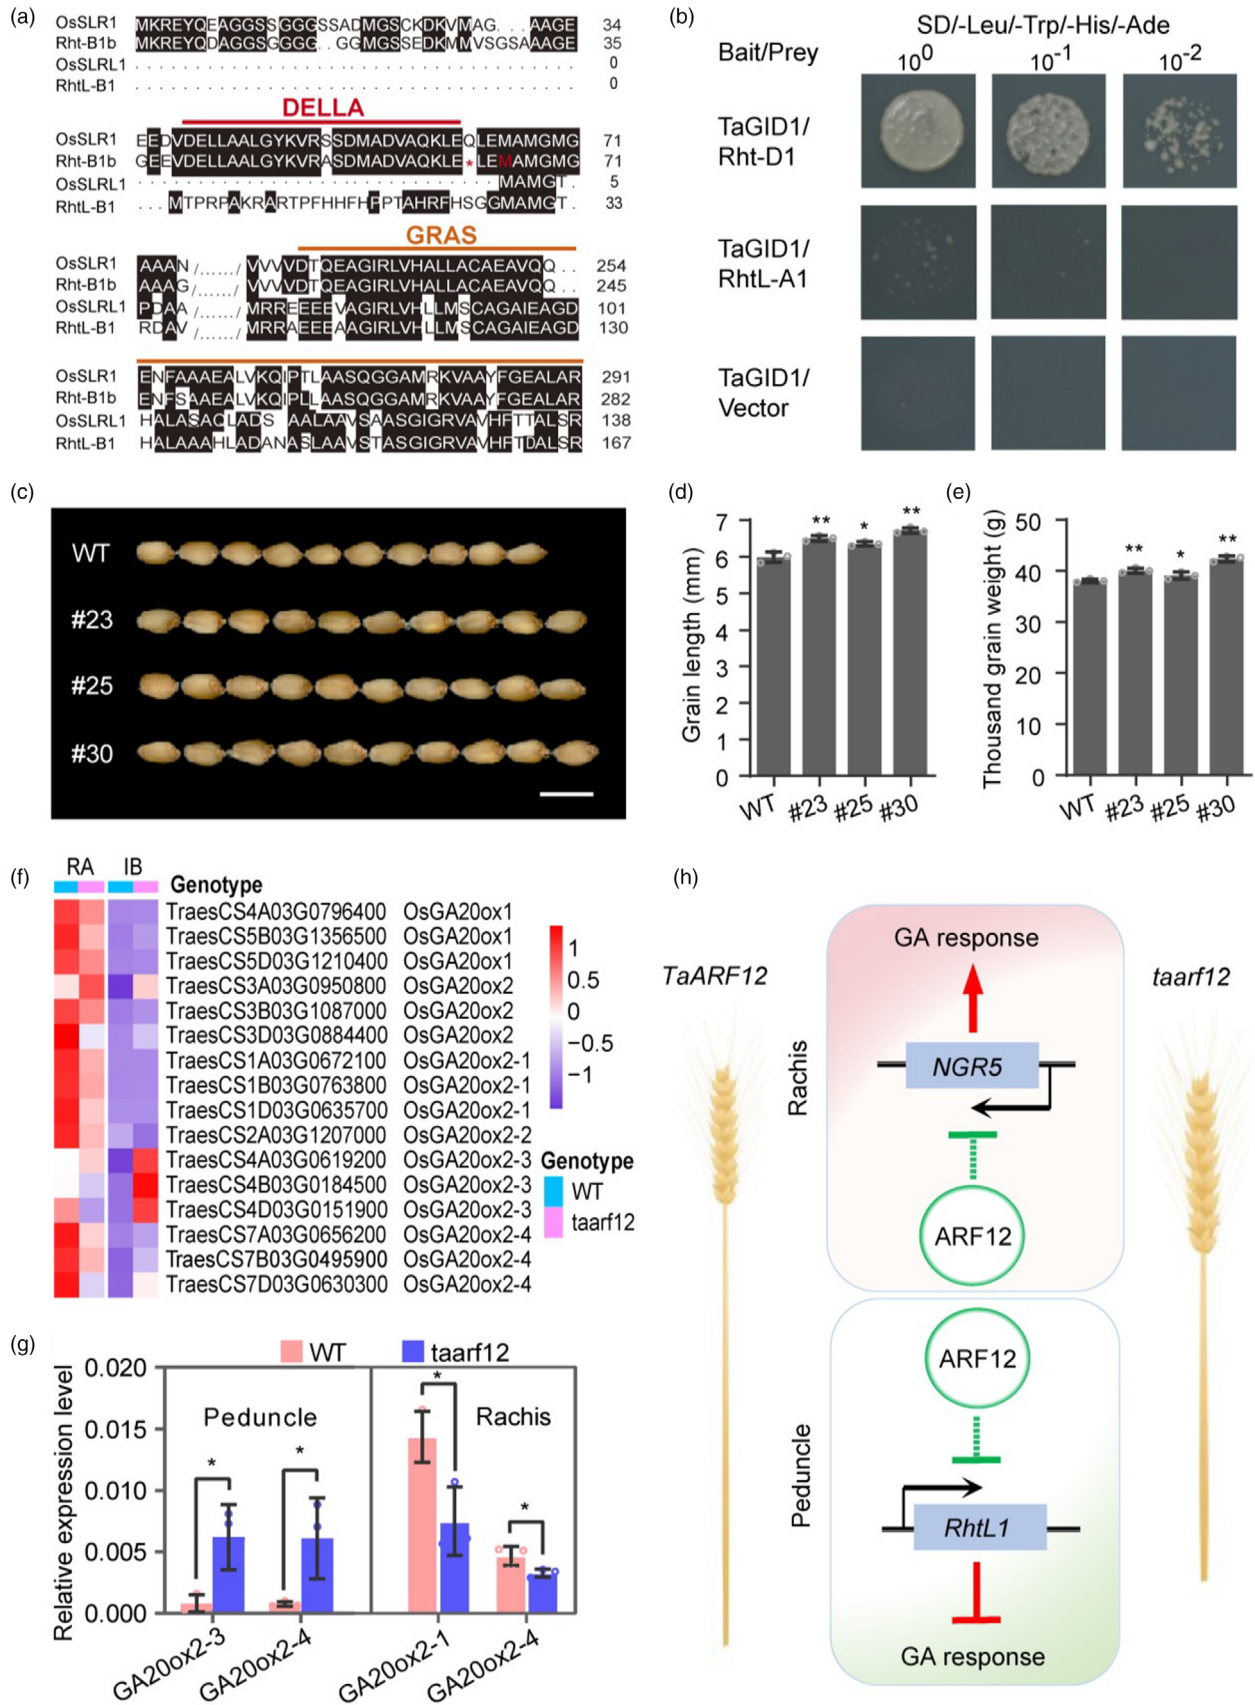 (a)
OsSLR1 MKREYQEAGGSSGGGSSADMGSCKDKVMAG....AAGE 34
Rht-B1b MKREYQDAGGSGGGG..GGMGSSEDKMMVSGSAAAGE 35
OsSLRL1 0
RhtL-B1 0
DELLA
OsSLR1 EEDVDELLAALGYKVRSSDMADVAQKLEQLEMAMGMG 71
Rht-B1b GEEVDELLAALGYKVRASDMADVAQKLE*LEMAMGMG 71
OsSLRL1 MAMGT. 5
RhtL-B1 ...MTPRPAKRARTPFHHFHPPTAHRFHSGGMAMGT. 33
GRAS
OsSLR1 AAAN /....../ VVVVDTQEAGIRLVHALLACAEAVQQ.. 254
Rht-B1b AAAG /....../ VVVVDTQEAGIRLVHALLACAEAVQQ.. 245
OsSLRL1 PDAA /....../ MRREEEEVAGIRLVHLLMSCAGAIEAGD 101
RhtL-B1 RDAV /....../ MRRAEEEAAGIRLVHLLMSCAGAIEAGD 130
OsSLR1 ENFAAAEALVKQIPTLAASQGGAMRKVAAYFGEALAR 291
Rht-B1b ENFSAAEALVKQIPLLAASQGGAMRKVAAYFGEALAR 282
OsSLRL1 HALASAQLADS AALAAVSAASGIGRVAVHFTTALSR 138
RhtL-B1 HALAAAHLADANASLAAVSTASGIGRVAVHFTDALSR 167
(b)
SD/-Leu/-Trp/-His/-Ade
Bait/Prey 10⁰ 10⁻¹ 10⁻²
TaGID1/
Rht-D1
TaGID1/
RhtL-A1
TaGID1/
Vector
(c)
WT
#23
#25
#30
(d)
Grain length (mm)
7
6
5
4
3
2
1
0
** * **
WT #23 #25 #30
(e)
Thousand grain weight (g)
50
40
30
20
10
0
** * **
WT #23 #25 #30
(f)
RA IB
Genotype
TraesCS4A03G0796400 OsGA20ox1
TraesCS5B03G1356500 OsGA20ox1
TraesCS5D03G1210400 OsGA20ox1
TraesCS3A03G0950800 OsGA20ox2
TraesCS3B03G1087000 OsGA20ox2
TraesCS3D03G0884400 OsGA20ox2
TraesCS1A03G0672100 OsGA20ox2-1
TraesCS1B03G0763800 OsGA20ox2-1
TraesCS1D03G0635700 OsGA20ox2-1
TraesCS2A03G1207000 OsGA20ox2-2
TraesCS4A03G0619200 OsGA20ox2-3
TraesCS4B03G0184500 OsGA20ox2-3
TraesCS4D03G0151900 OsGA20ox2-3
TraesCS7A03G0656200 OsGA20ox2-4
TraesCS7B03G0495900 OsGA20ox2-4
TraesCS7D03G0630300 OsGA20ox2-4
1
0.5
0
−0.5
−1
Genotype
WT
taarf12
(g)
WT taarf12
Relative expression level
0.020
0.015
0.010
0.005
0.000
Peduncle Rachis
* * * *
GA20ox2-3 GA20ox2-4 GA20ox2-1 GA20ox2-4
(h)
TaARF12
taarf12
Rachis
GA response
NGR5
ARF12
Peduncle
ARF12
RhtL1
GA response